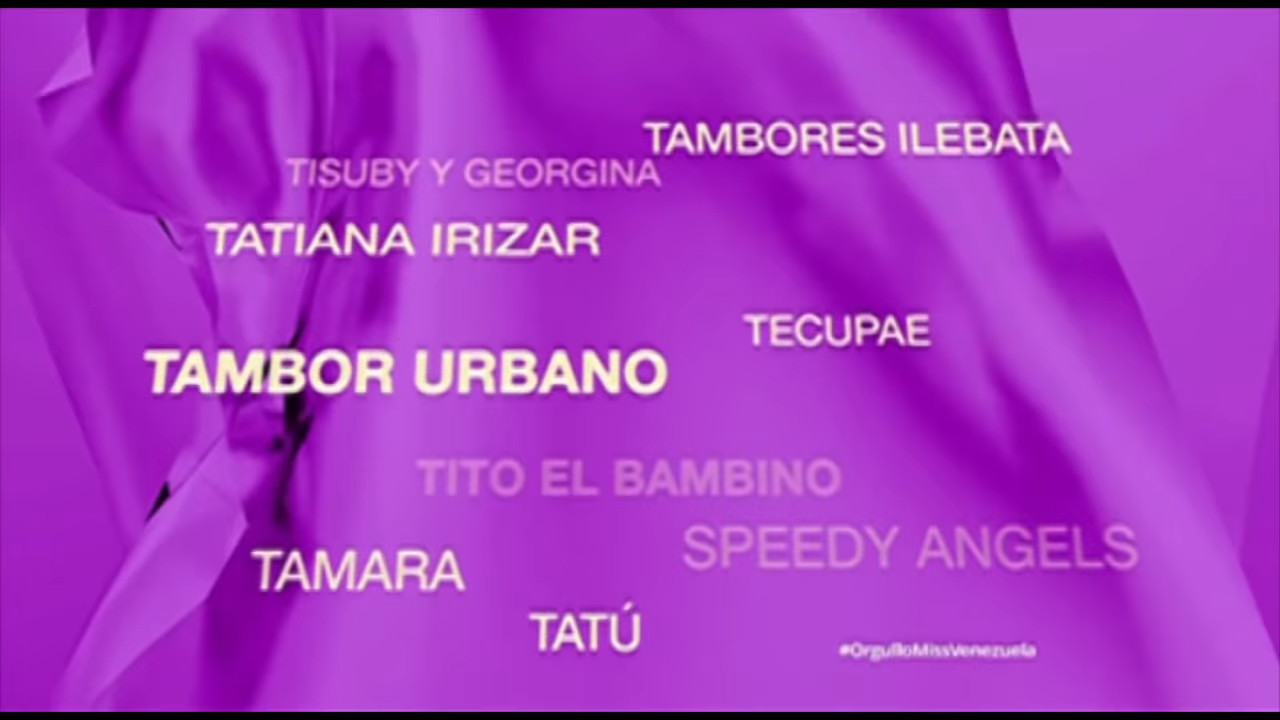 TAMBORES ILEBATA
TISUBY Y GEORGINA
TATIANA IRIZAR
TECUPAE
TAMBOR URBANO
TITO EL BAMBINO
SPEEDY ANGELS
TAMARA
TATÚ
#OrgulloMissVenezuela